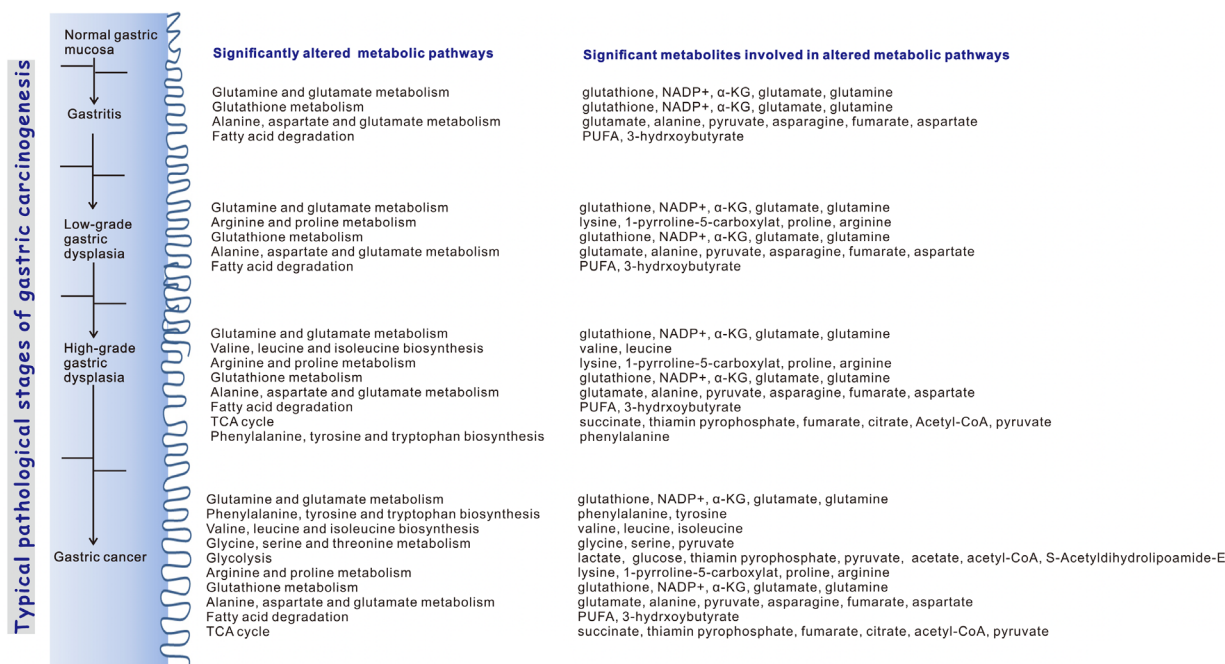 Typical pathological stages of gastric carcinogenesis
Normal gastric
mucosa
Significantly altered metabolic pathways
Significant metabolites involved in altered metabolic pathways
Gastritis
Glutamine and glutamate metabolism
glutathione, NADP+, α-KG, glutamate, glutamine
Glutathione metabolism
glutathione, NADP+, α-KG, glutamate, glutamine
Alanine, aspartate and glutamate metabolism
glutamate, alanine, pyruvate, asparagine, fumarate, aspartate
Fatty acid degradation
PUFA, 3-hydrxoybutyrate
Low-grade
gastric
dysplasia
Glutamine and glutamate metabolism
glutathione, NADP+, α-KG, glutamate, glutamine
Arginine and proline metabolism
lysine, 1-pyrroline-5-carboxylat, proline, arginine
Glutathione metabolism
glutathione, NADP+, α-KG, glutamate, glutamine
Alanine, aspartate and glutamate metabolism
glutamate, alanine, pyruvate, asparagine, fumarate, aspartate
Fatty acid degradation
PUFA, 3-hydrxoybutyrate
High-grade
gastric
dysplasia
Glutamine and glutamate metabolism
glutathione, NADP+, α-KG, glutamate, glutamine
Valine, leucine and isoleucine biosynthesis
valine, leucine
Arginine and proline metabolism
lysine, 1-pyrroline-5-carboxylat, proline, arginine
Glutathione metabolism
glutathione, NADP+, α-KG, glutamate, glutamine
Alanine, aspartate and glutamate metabolism
glutamate, alanine, pyruvate, asparagine, fumarate, aspartate
Fatty acid degradation
PUFA, 3-hydrxoybutyrate
TCA cycle
succinate, thiamin pyrophosphate, fumarate, citrate, Acetyl-CoA, pyruvate
Phenylalanine, tyrosine and tryptophan biosynthesis
phenylalanine
Gastric cancer
Glutamine and glutamate metabolism
glutathione, NADP+, α-KG, glutamate, glutamine
Phenylalanine, tyrosine and tryptophan biosynthesis
phenylalanine, tyrosine
Valine, leucine and isoleucine biosynthesis
valine, leucine, isoleucine
Glycine, serine and threonine metabolism
glycine, serine, pyruvate
Glycolysis
lactate, glucose, thiamin pyrophosphate, pyruvate, acetate, acetyl-CoA, S-Acetyldihydrolipoamide-E
Arginine and proline metabolism
lysine, 1-pyrroline-5-carboxylat, proline, arginine
Glutathione metabolism
glutathione, NADP+, α-KG, glutamate, glutamine
Alanine, aspartate and glutamate metabolism
glutamate, alanine, pyruvate, asparagine, fumarate, aspartate
Fatty acid degradation
PUFA, 3-hydrxoybutyrate
TCA cycle
succinate, thiamin pyrophosphate, fumarate, citrate, acetyl-CoA, pyruvate